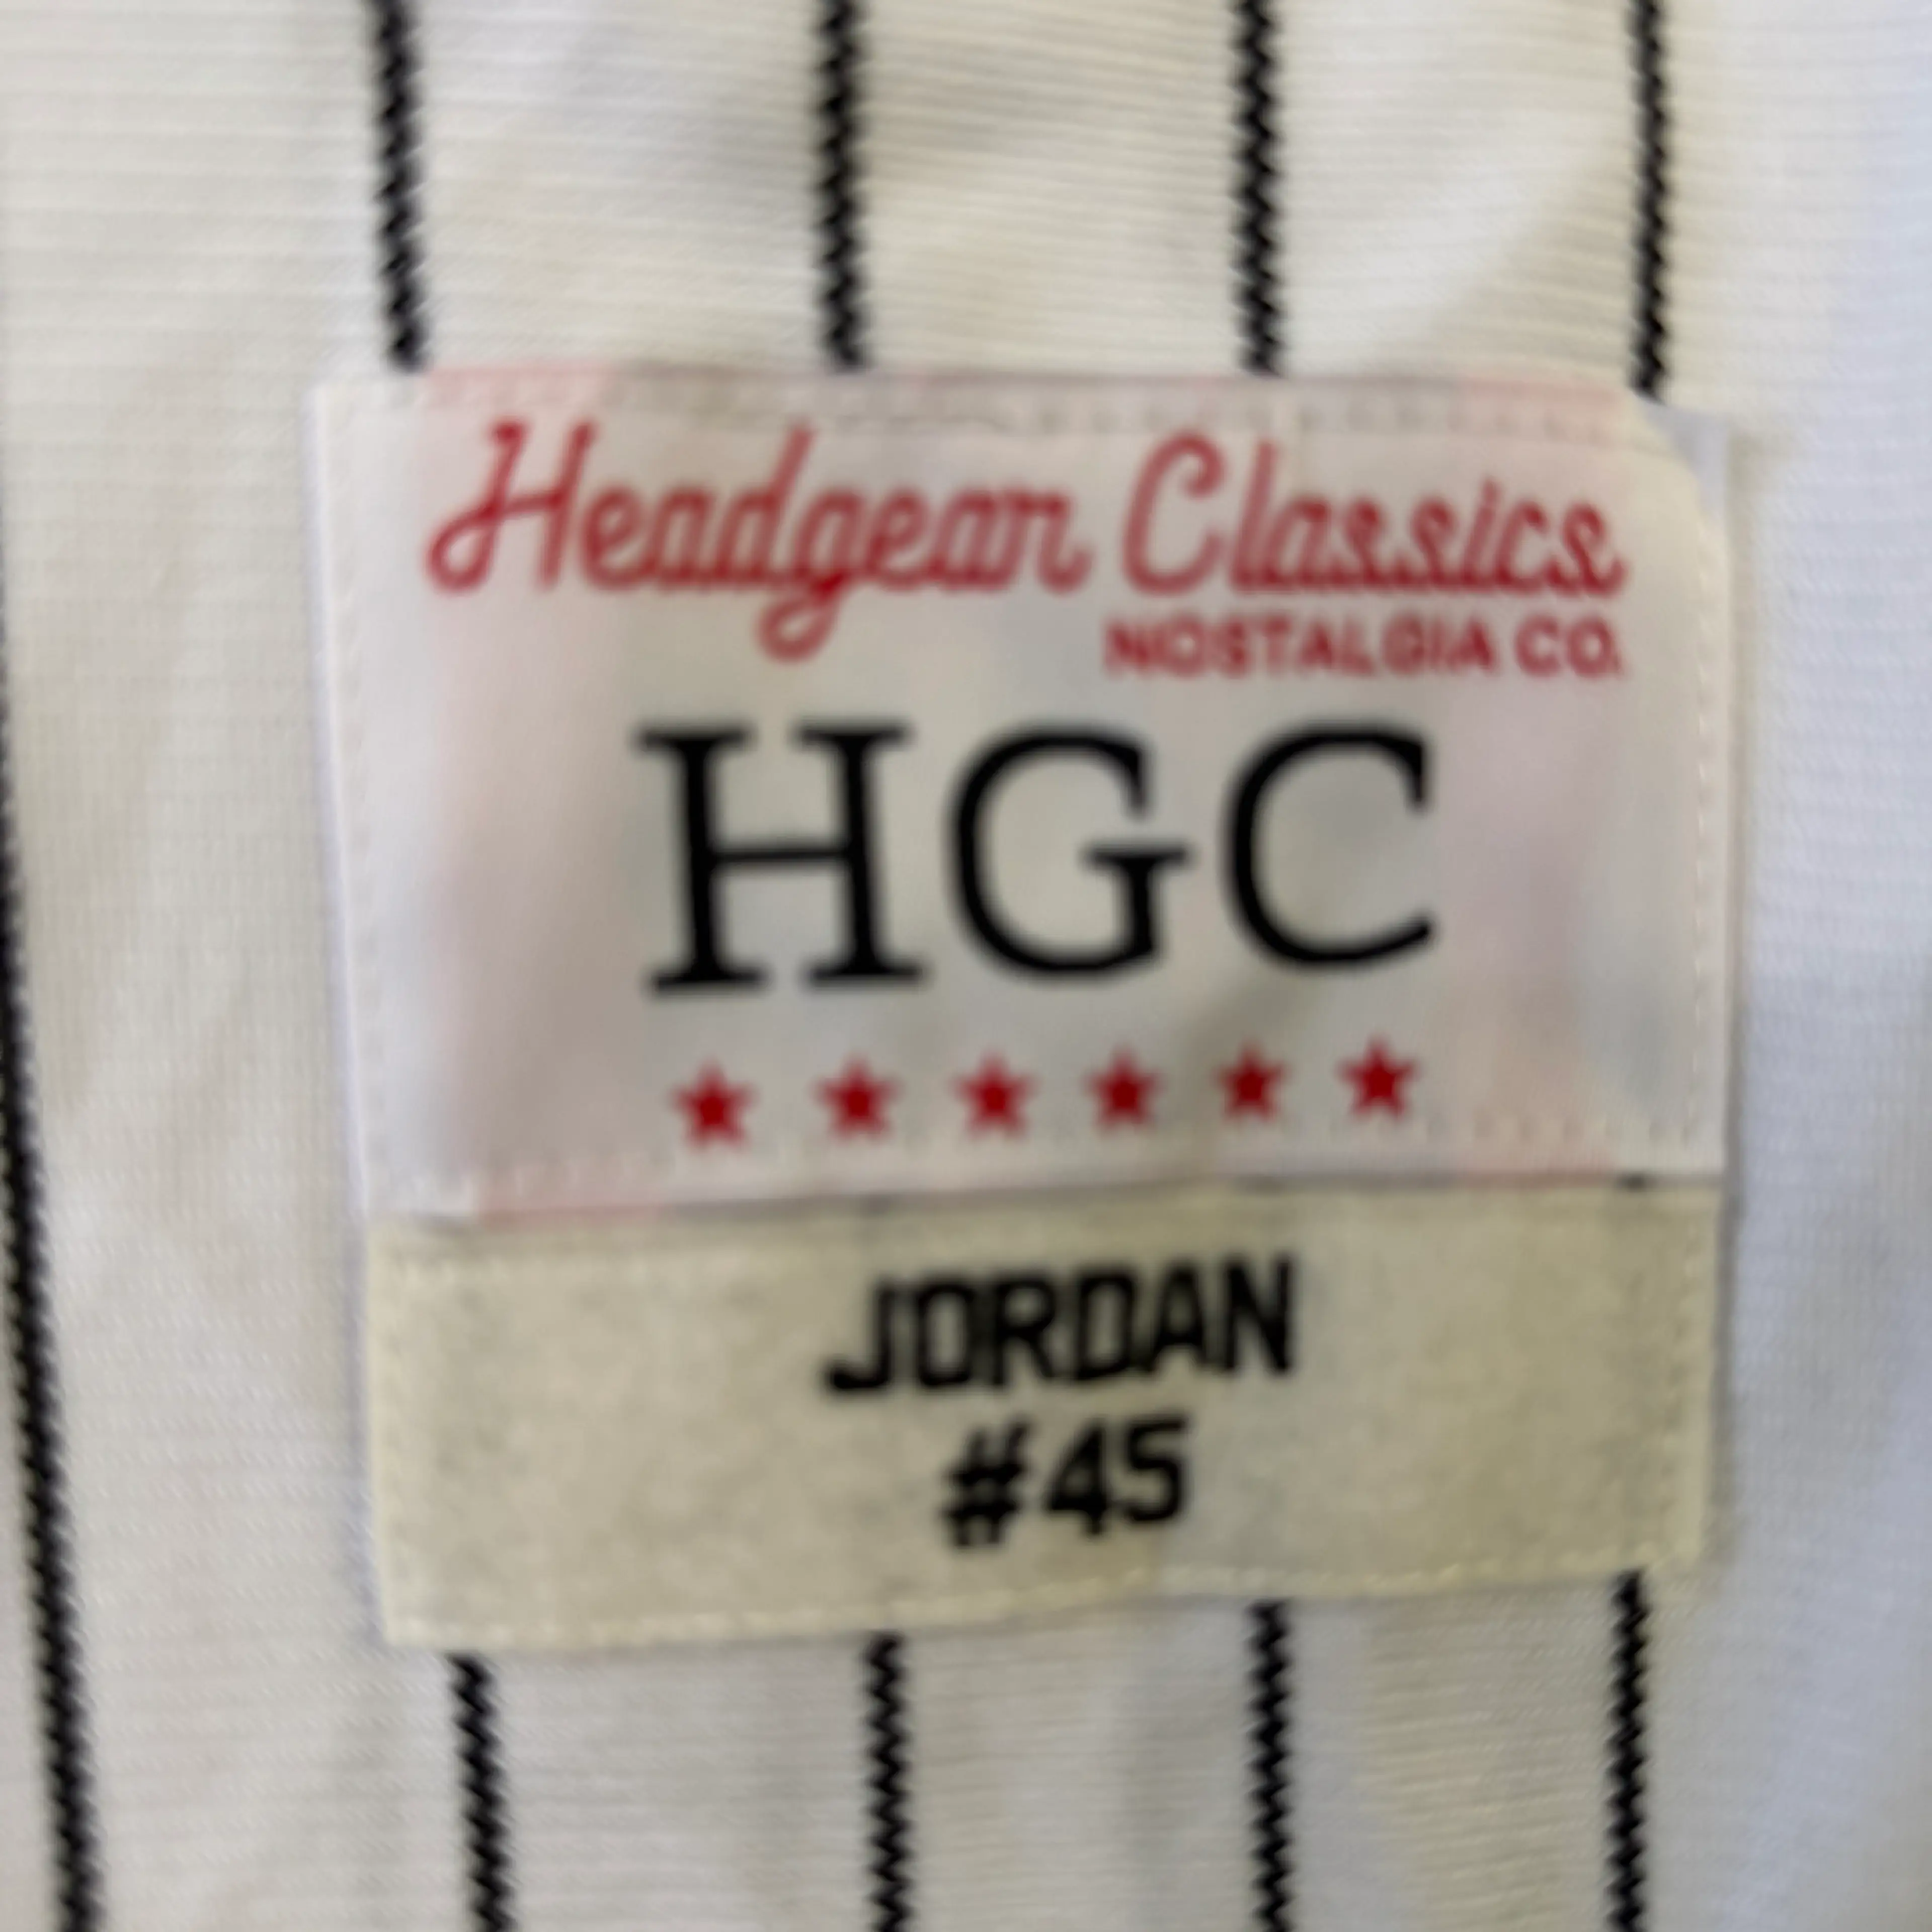 Headgear Classics
NOSTALGIA CO.
HGC
JORDAN
#45